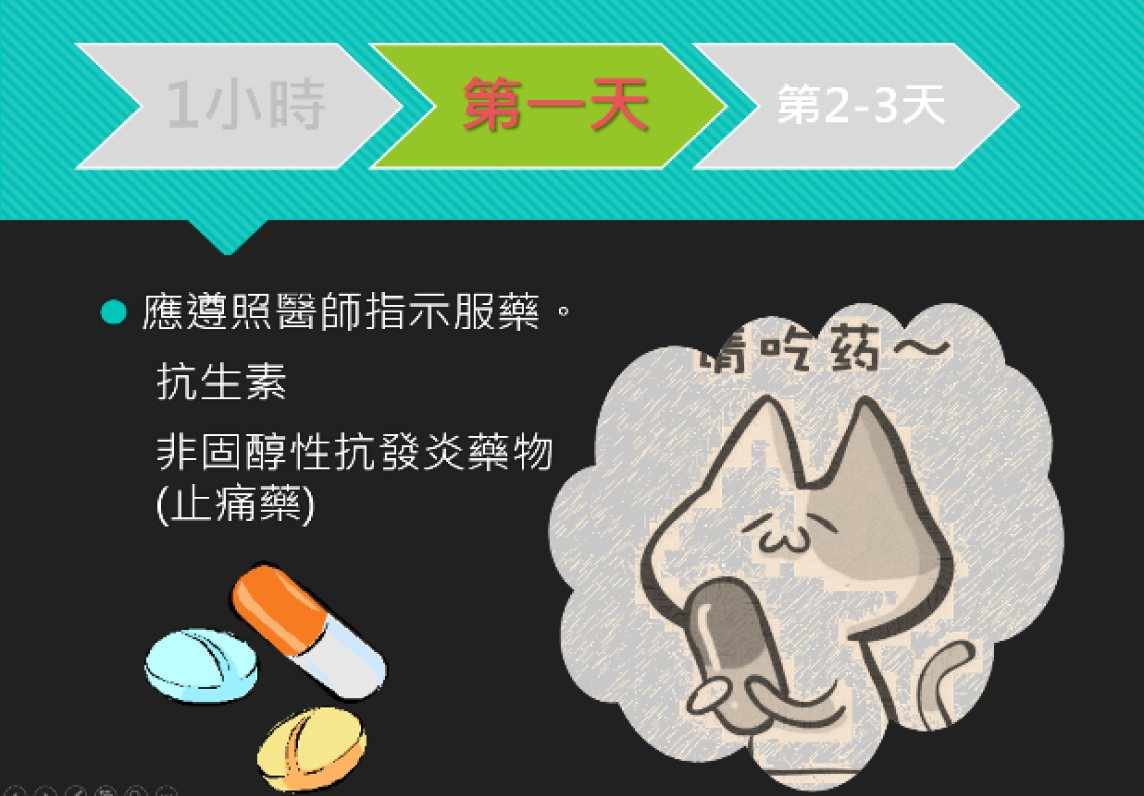 1小時
第一天
第2-3天
應遵照醫師指示服藥。
抗生素
非固醇性抗發炎藥物
(止痛藥)
吃药～